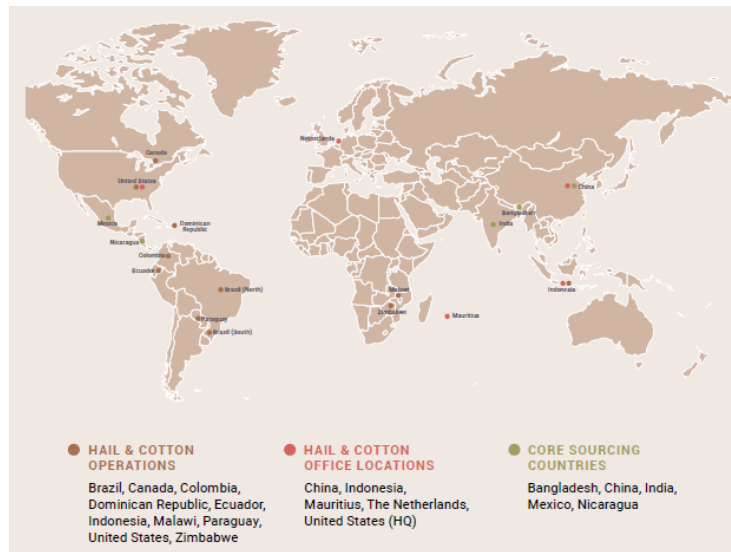 Canada
Netherlands
United States
China
Mexico
Dominican
Republic
Bangladesh
India
Nicaragua
Colombia
Ecuador
Brazil (North)
Malawi
Indonesia
Zimbabwe
Mauritius
Paraguay
Brazil (South)
HAIL & COTTON
OPERATIONS
Brazil, Canada, Colombia,
Dominican Republic, Ecuador,
Indonesia, Malawi, Paraguay,
United States, Zimbabwe
HAIL & COTTON
OFFICE LOCATIONS
China, Indonesia,
Mauritius, The Netherlands,
United States (HQ)
CORE SOURCING
COUNTRIES
Bangladesh, China, India,
Mexico, Nicaragua